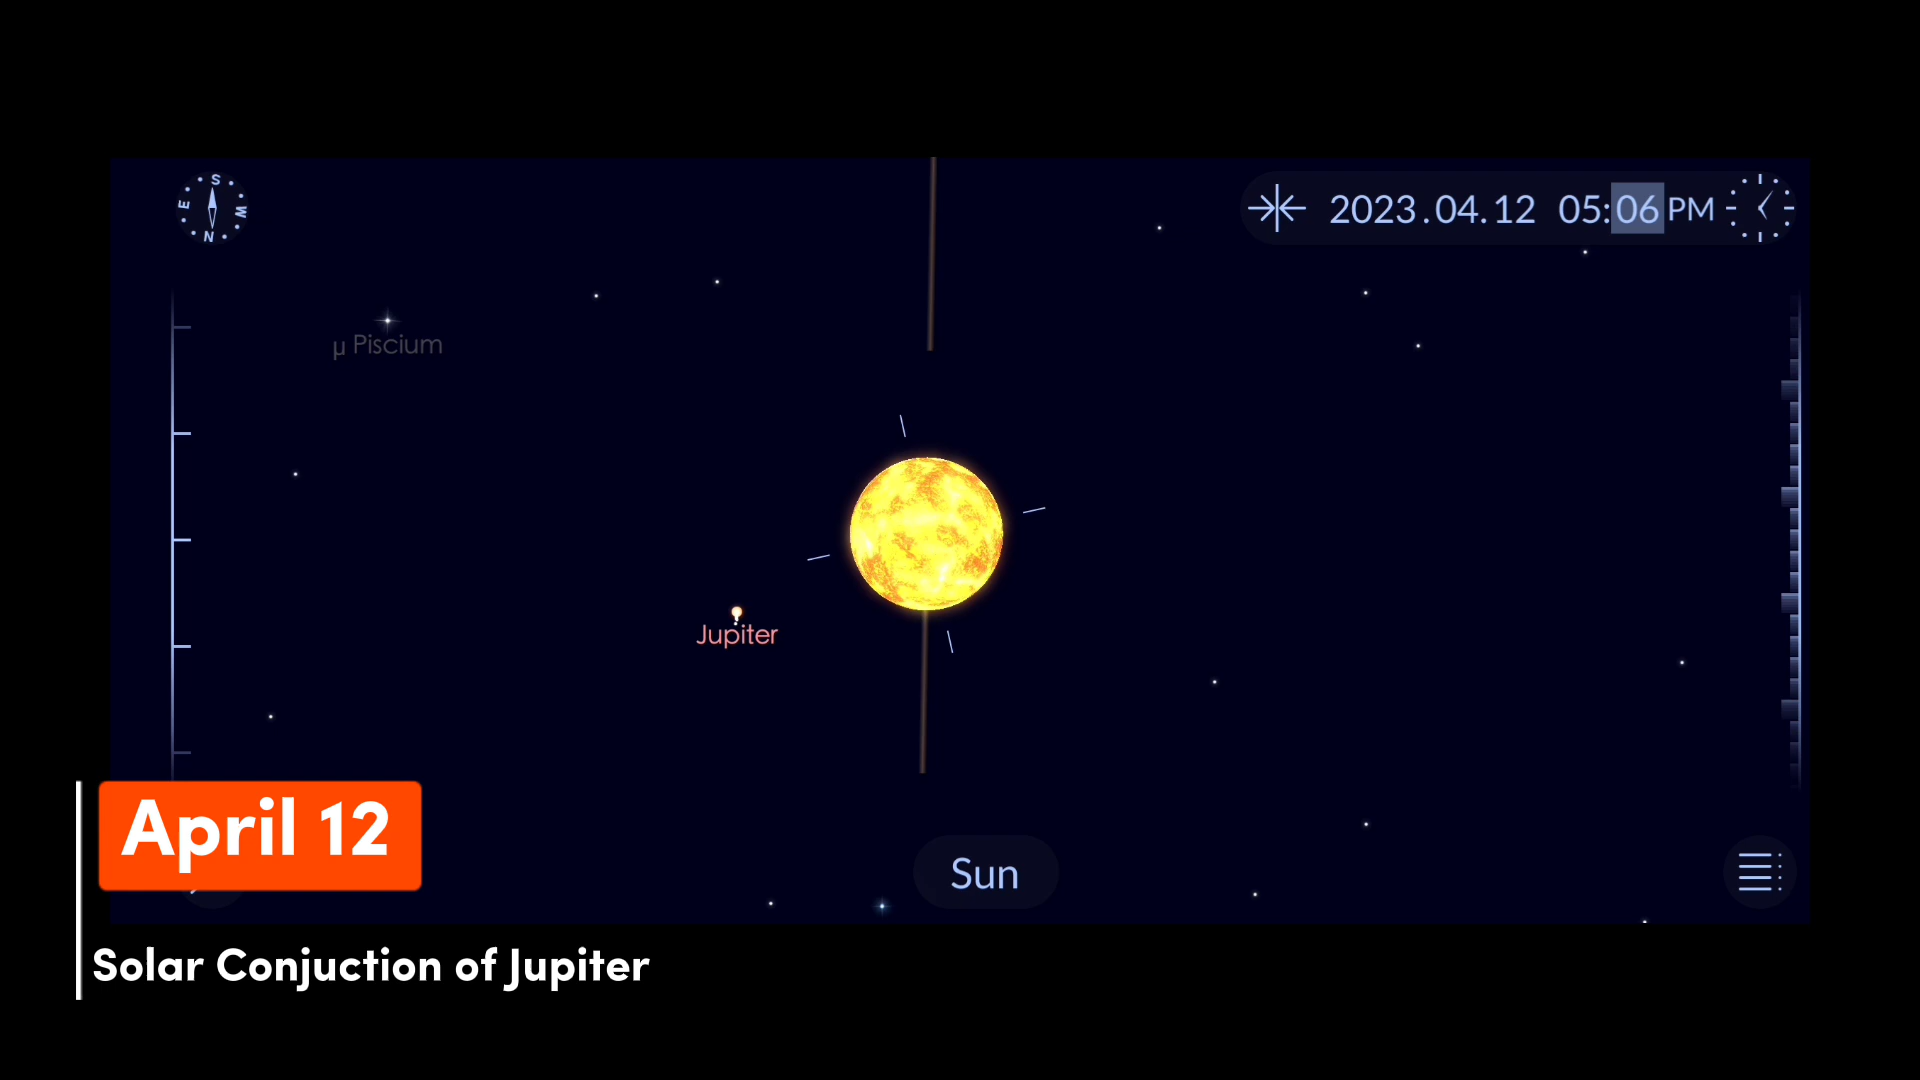 S
E
W
N
2023.04.12 05:06 PM
μ Piscium
Jupiter
April 12
Sun
Solar Conjuction of Jupiter